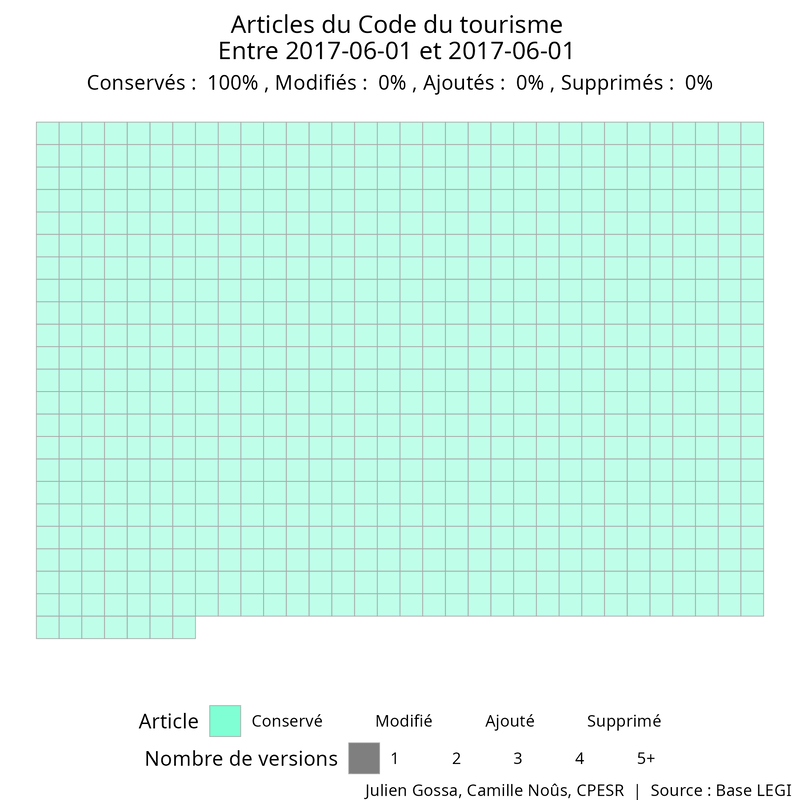 Articles du Code du tourisme
Entre 2017-06-01 et 2017-06-01
Conservés :  100% , Modifiés :  0% , Ajoutés :  0% , Supprimés :  0%
Article Conservé Modifié Ajouté Supprimé
Nombre de versions 1 2 3 4 5+
Julien Gossa, Camille Noûs, CPESR  |  Source : Base LEGI